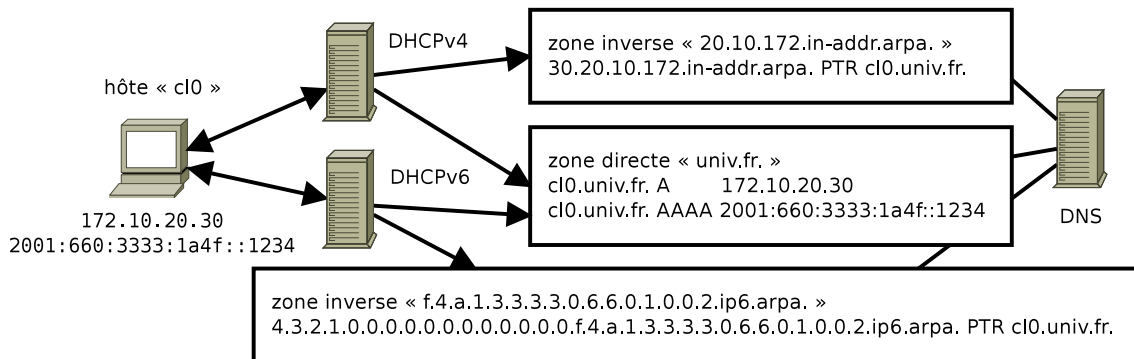 DHCPv4
zone inverse « 20.10.172.in-addr.arpa. »
30.20.10.172.in-addr.arpa. PTR cl0.univ.fr.
hôte « cl0 »
zone directe « univ.fr. »
cl0.univ.fr. A 172.10.20.30
cl0.univ.fr. AAAA 2001:660:3333:1a4f::1234
DHCPv6
DNS
172.10.20.30
2001:660:3333:1a4f::1234
zone inverse « f.4.a.1.3.3.3.3.0.6.6.0.1.0.0.2.ip6.arpa. »
4.3.2.1.0.0.0.0.0.0.0.0.0.0.0.0.f.4.a.1.3.3.3.3.0.6.6.0.1.0.0.2.ip6.arpa. PTR cl0.univ.fr.